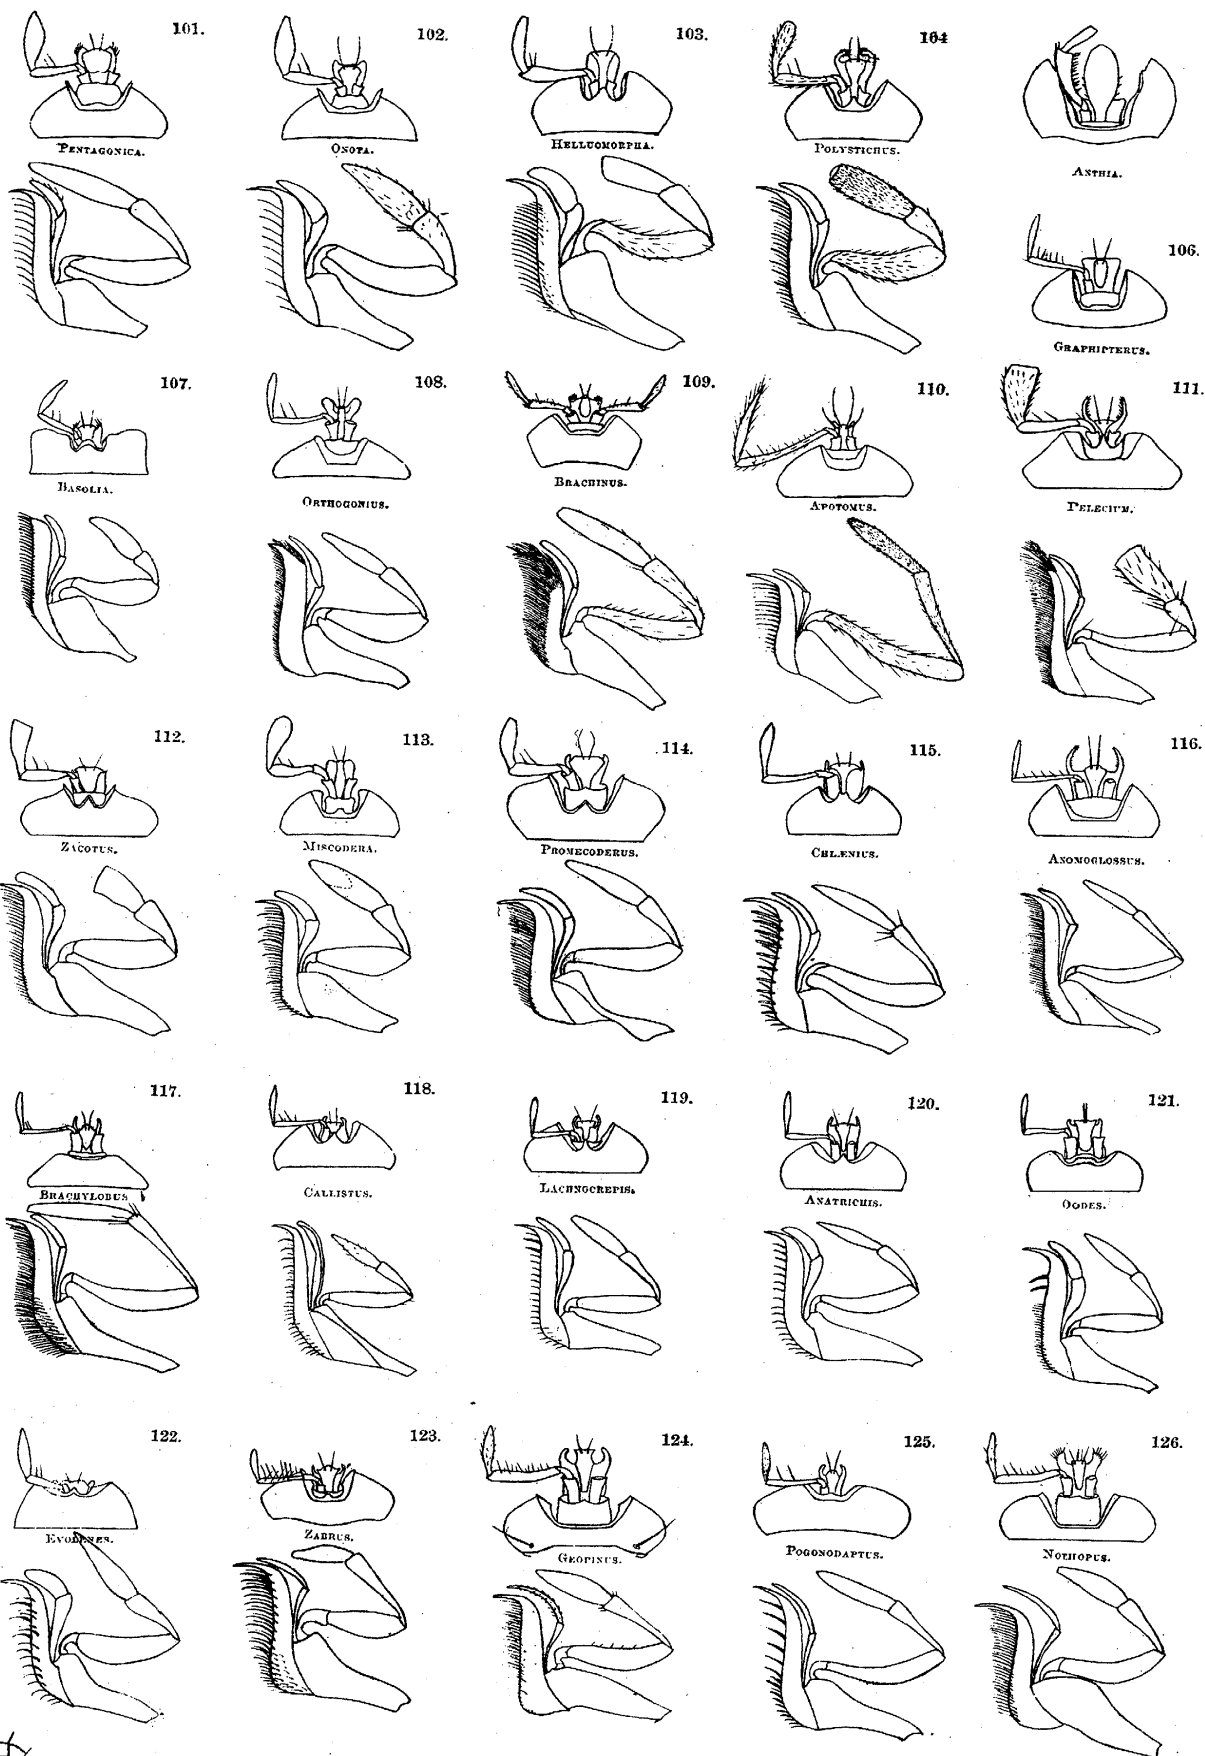 101.
PENTAGONICA.
102.
ONOTA.
103.
HELLUOMORPHA.
104
POLYSTICHUS.
ANTHIA.
106.
GRAPHIPTERUS.
107.
BASOLIA.
108.
ORTHOGONIUS.
109.
BRACHINUS.
110.
APOTOMUS.
111.
PELECIUM.
112.
ZACOTUS.
113.
MISCODERA.
114.
PROMECODERUS.
115.
CHLÆNIUS.
116.
ANOMOGLOSSUS.
117.
BRACHYLOBUS
118.
CALLISTUS.
119.
LACHNOCREPIS.
120.
ANATRICHIS.
121.
OODES.
122.
EVOLENES.
123.
ZABRUS.
124.
GEOPINUS.
125.
POGONODAPTUS.
126.
NOTHOPUS.